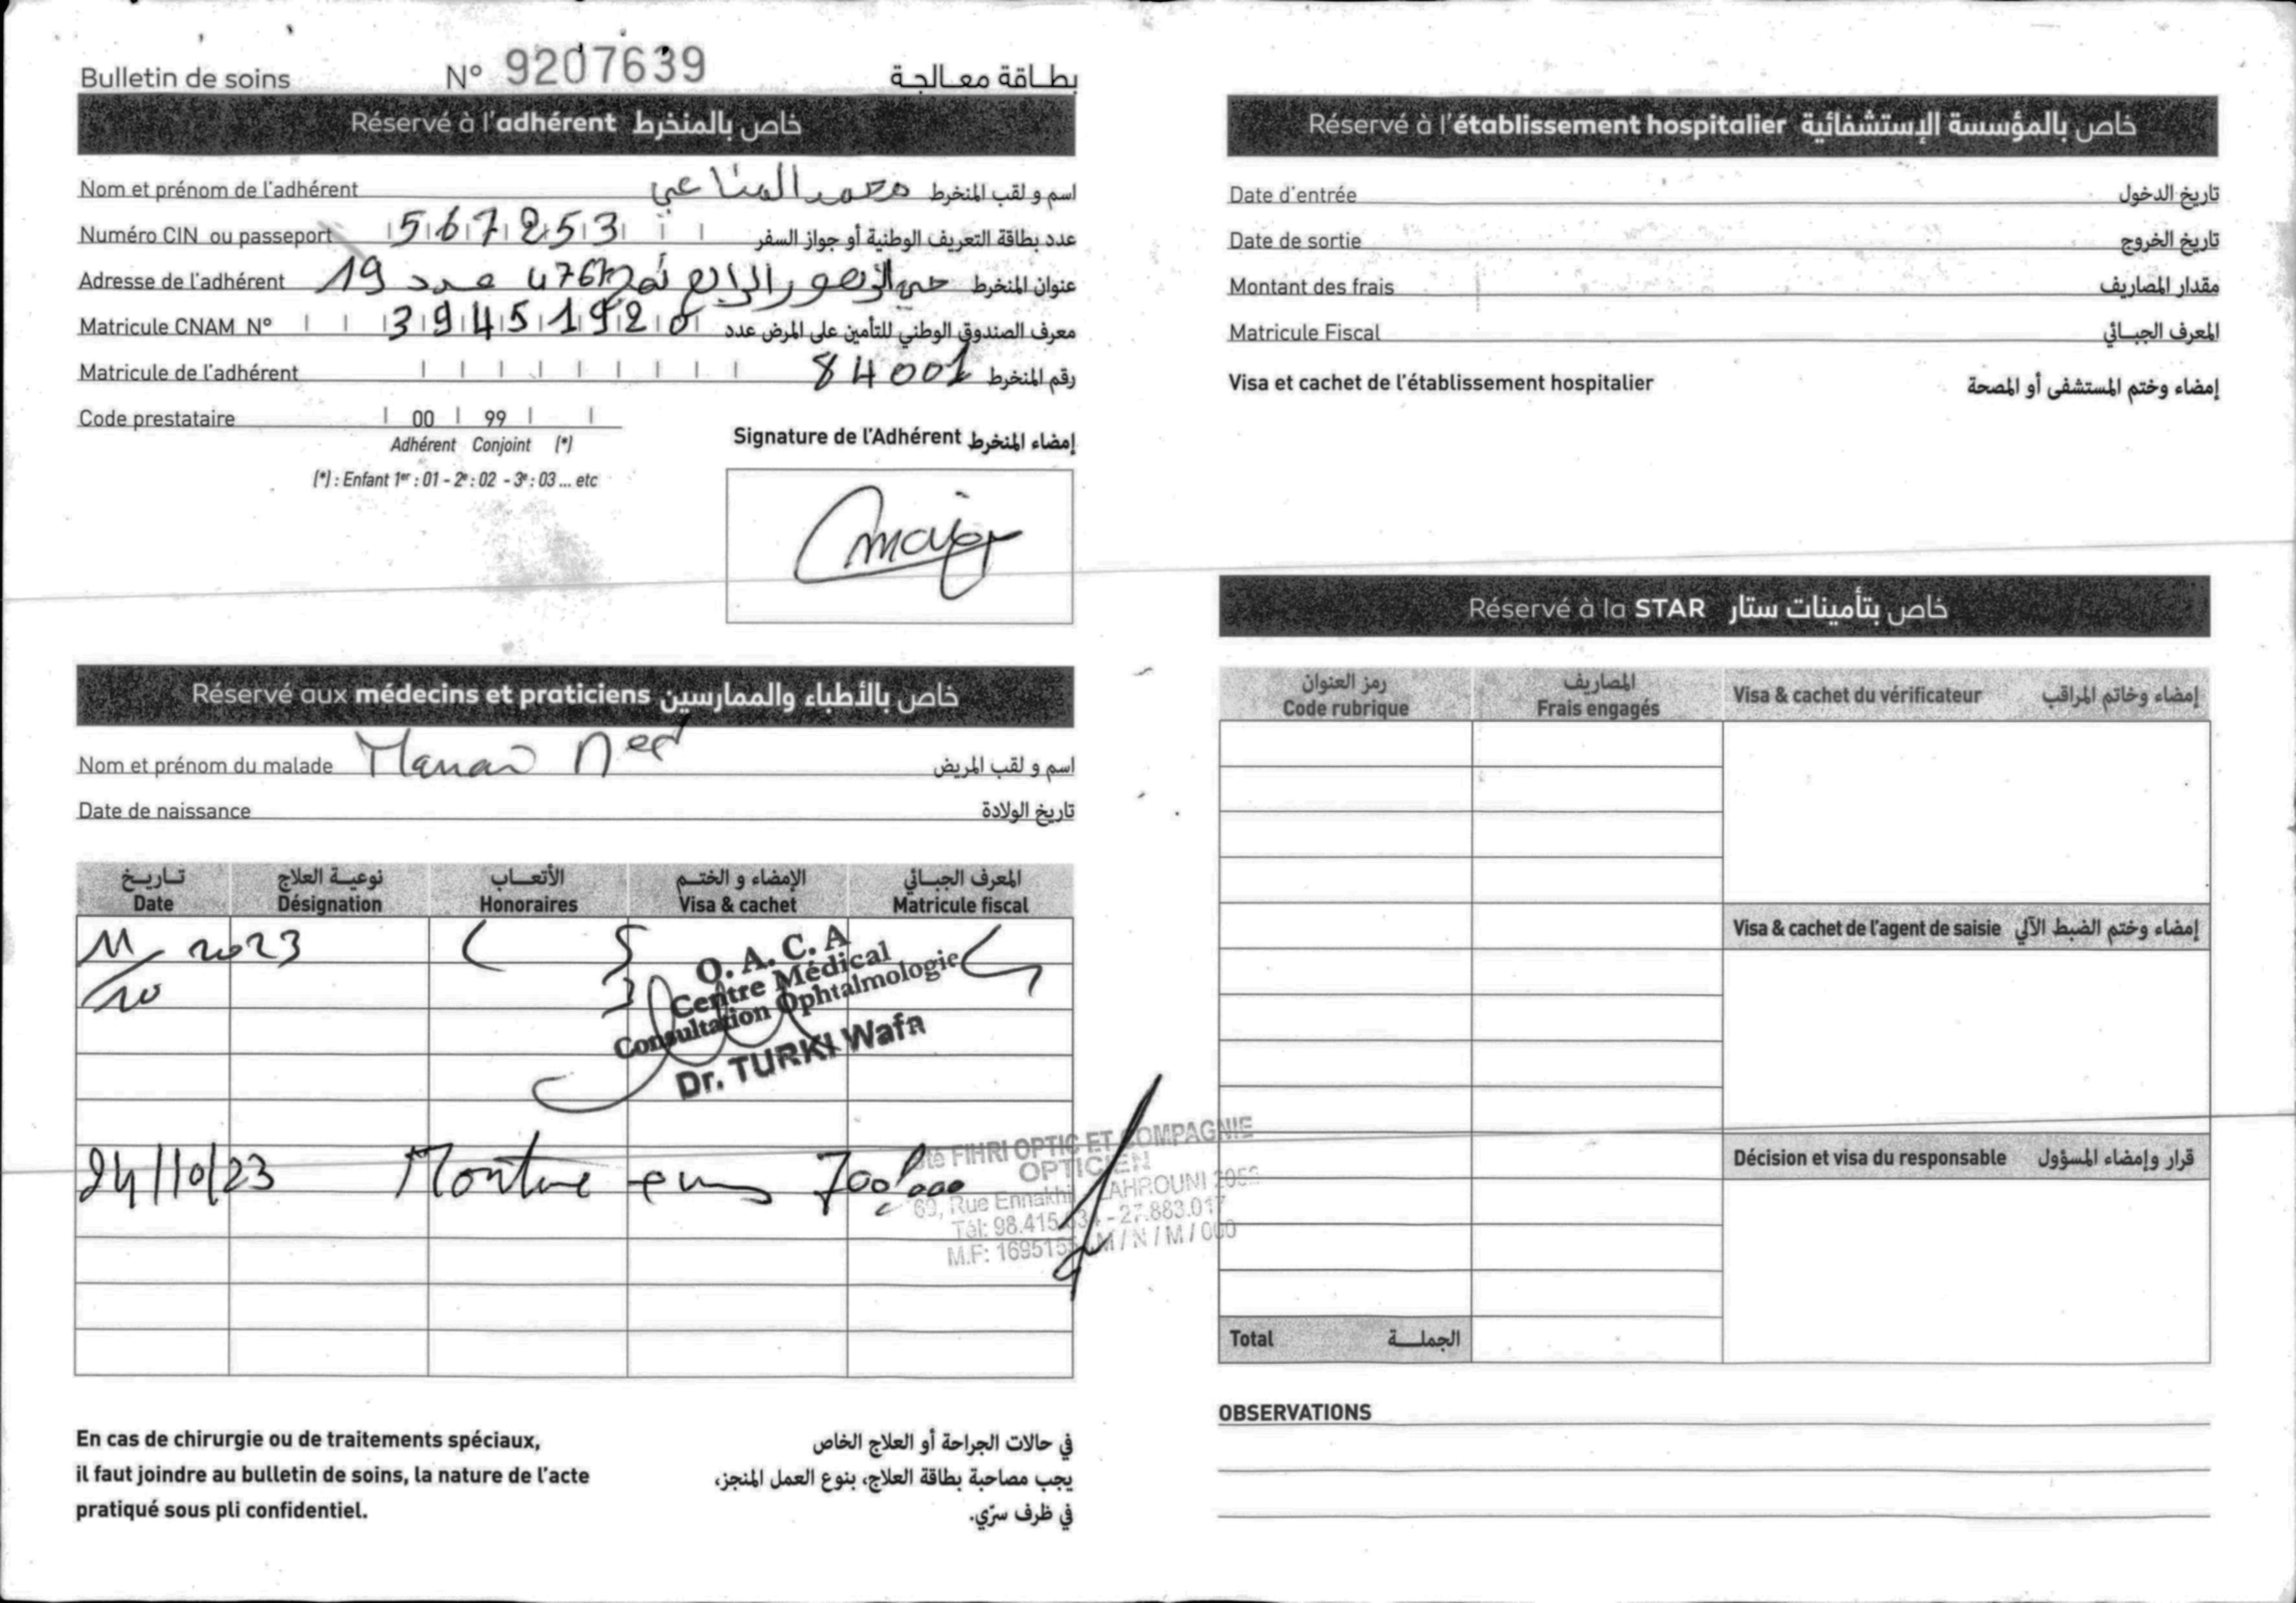 Bulletin de soins N° 9207639 بطاقة معالجة
Réservé à l'adhérent خاص بالمنخرط
Nom et prénom de l'adhérent محمد المناعي اسم و لقب المنخرط
Numéro CIN ou passeport 567253 عدد بطاقة التعريف الوطنية أو جواز السفر
Adresse de l'adhérent حي الزهور الرابع نهج 476 عدد 19 عنوان المنخرط
Matricule CNAM N° 39451920 معرف الصندوق الوطني للتأمين على المرض عدد
Matricule de l'adhérent 84001 رقم المنخرط
Code prestataire 00 99
Adhérent Conjoint (*)
(*) : Enfant 1er : 01 - 2e : 02 - 3e : 03 ... etc
Signature de l'Adhérent إمضاء المنخرط
Réservé aux médecins et praticiens خاص بالأطباء والممارسين
Nom et prénom du malade Manai Med اسم و لقب المريض
Date de naissance تاريخ الولادة
تاريخ نوعية العلاج الأتعاب الإمضاء و الختم المعرف الجبائي
Date Désignation Honoraires Visa & cachet Matricule fiscal
11/10 2023
O. A. C. A
Centre Médical
Consultation Ophtalmologie
Dr. TURKI Wafa
24/10/23 Monture 700,000
Sté FIHRI OPTIC ET COMPAGNIE
OPTICIEN
69, Rue Ennakhil ZAHROUNI 2052
Tél: 98.415. - 27.883.017
M.F: 169515 M / N / M / 000
En cas de chirurgie ou de traitements spéciaux,
il faut joindre au bulletin de soins, la nature de l'acte
pratiqué sous pli confidentiel.
في حالات الجراحة أو العلاج الخاص
يجب مصاحبة بطاقة العلاج، بنوع العمل المنجز،
في ظرف سرّي.
Réservé à l'établissement hospitalier خاص بالمؤسسة الإستشفائية
Date d'entrée تاريخ الدخول
Date de sortie تاريخ الخروج
Montant des frais مقدار المصاريف
Matricule Fiscal المعرف الجبائي
Visa et cachet de l'établissement hospitalier إمضاء وختم المستشفى أو المصحة
Réservé à la STAR خاص بتأمينات ستار
رمز العنوان المصاريف
Code rubrique Frais engagés Visa & cachet du vérificateur إمضاء وخاتم المراقب
Visa & cachet de l'agent de saisie إمضاء وختم الضبط الآلي
Décision et visa du responsable قرار وإمضاء المسؤول
Total الجملة
OBSERVATIONS